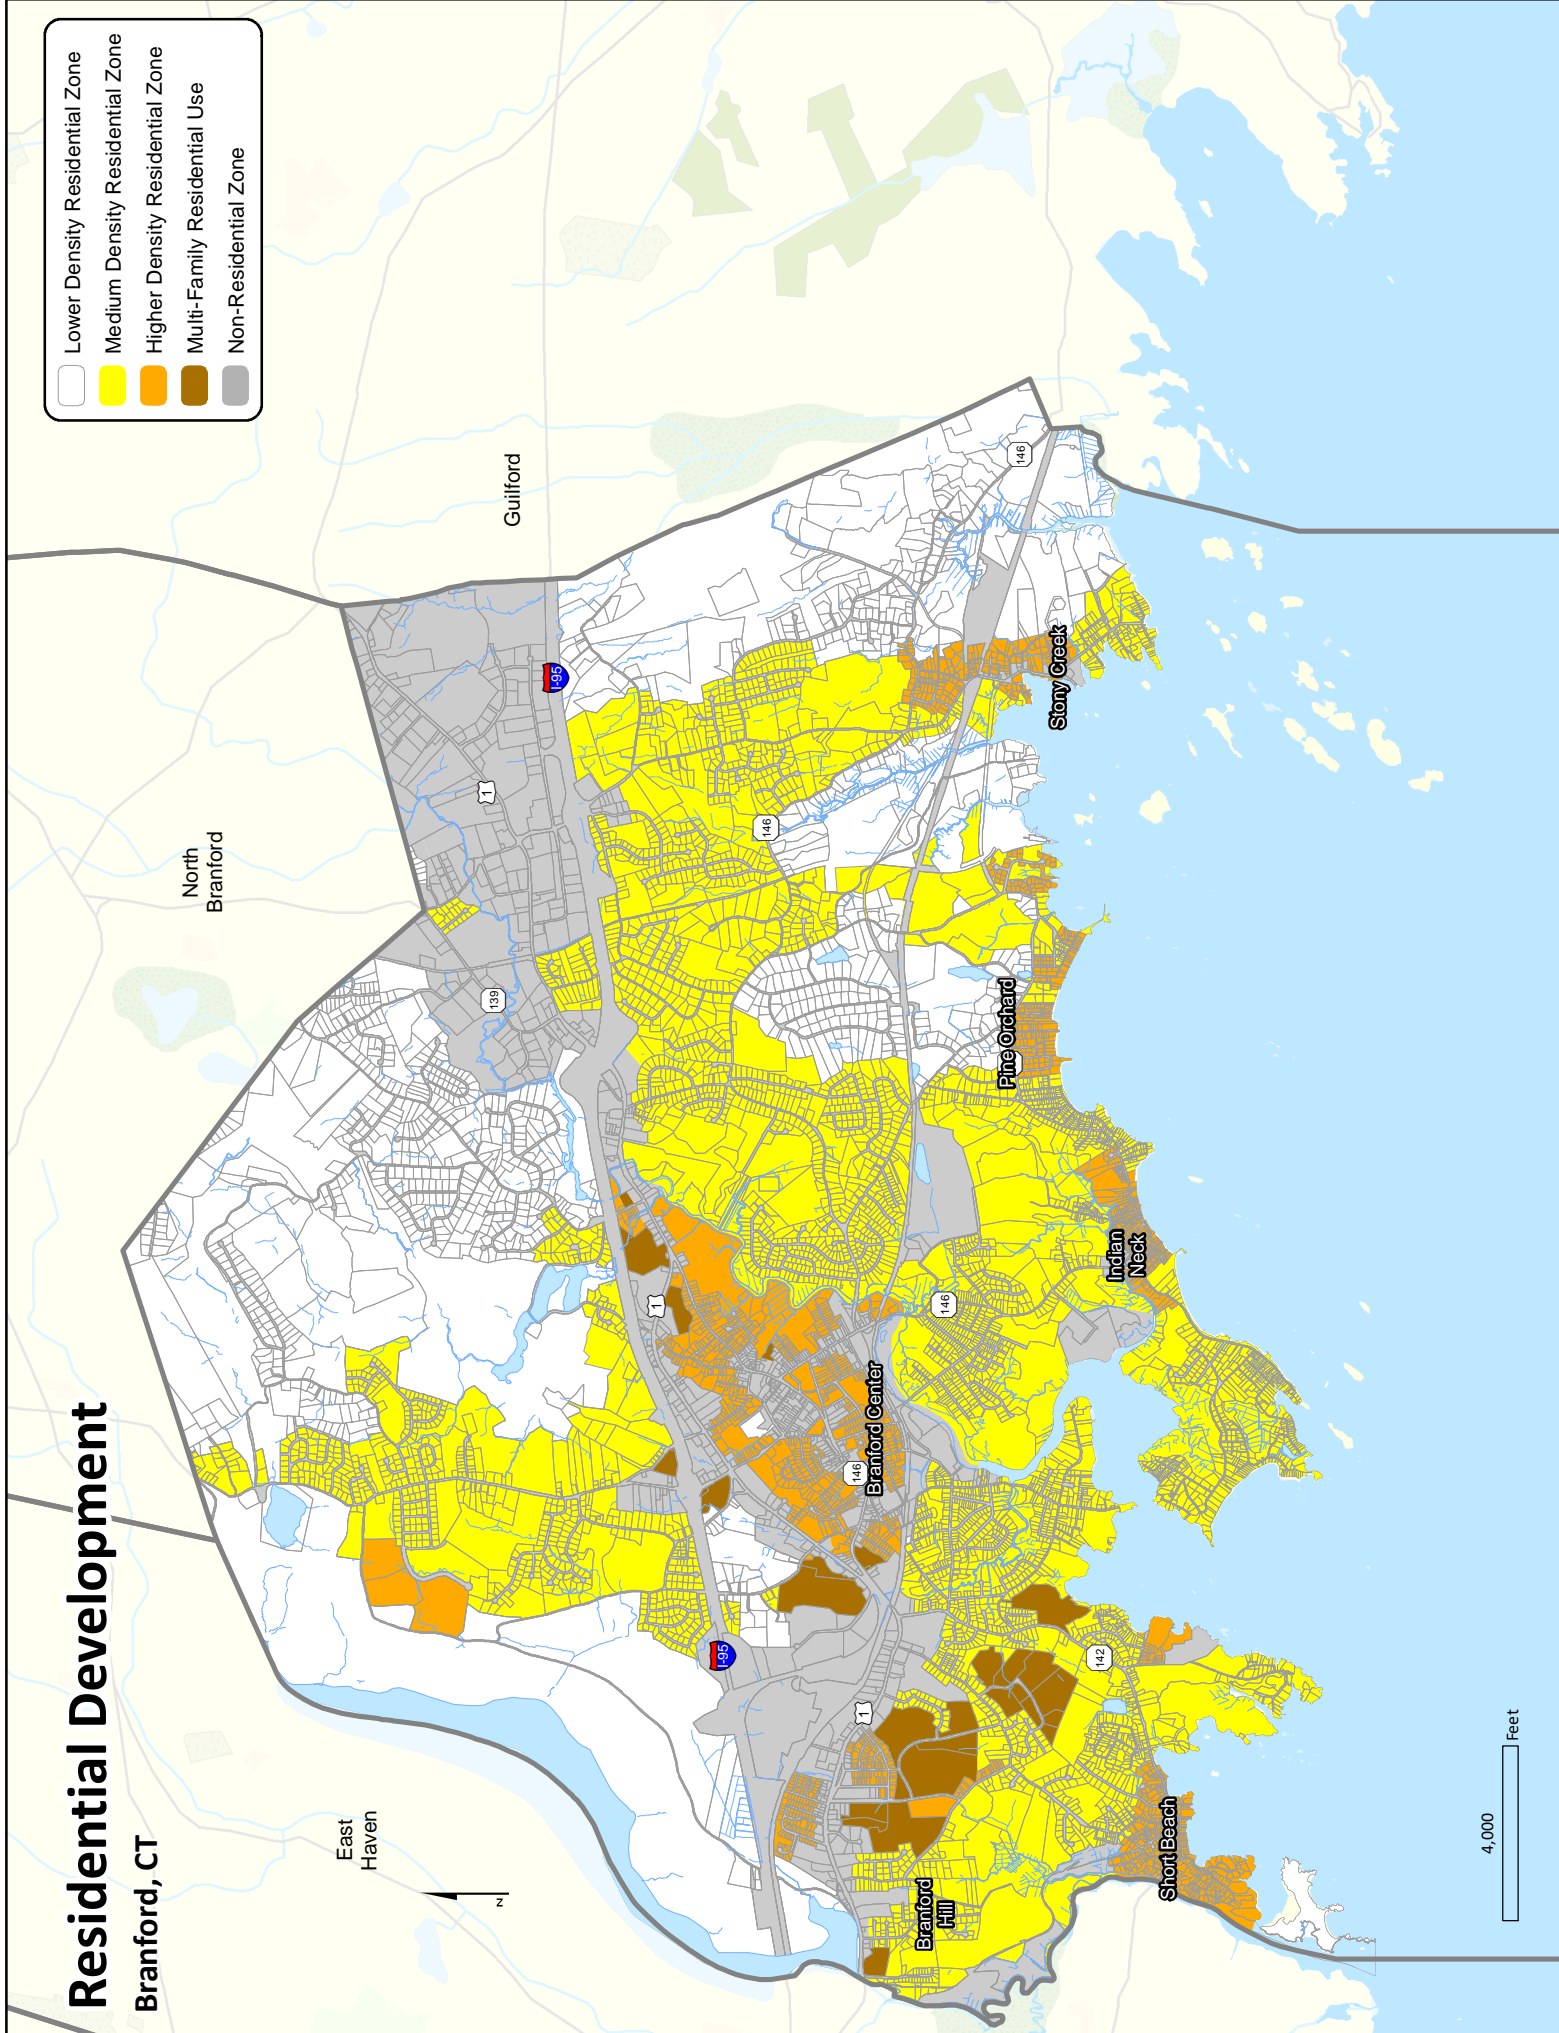 Residential Development
Branford, CT
Lower Density Residential Zone
Medium Density Residential Zone
Higher Density Residential Zone
Multi-Family Residential Use
Non-Residential Zone
North
Branford
Guilford
East
Haven
N
I-95
1
139
146
146
1
146
146
I-95
1
142
Stony Creek
Pine Orchard
Indian
Neck
Branford Center
Branford
Hill
Short Beach
4,000
Feet